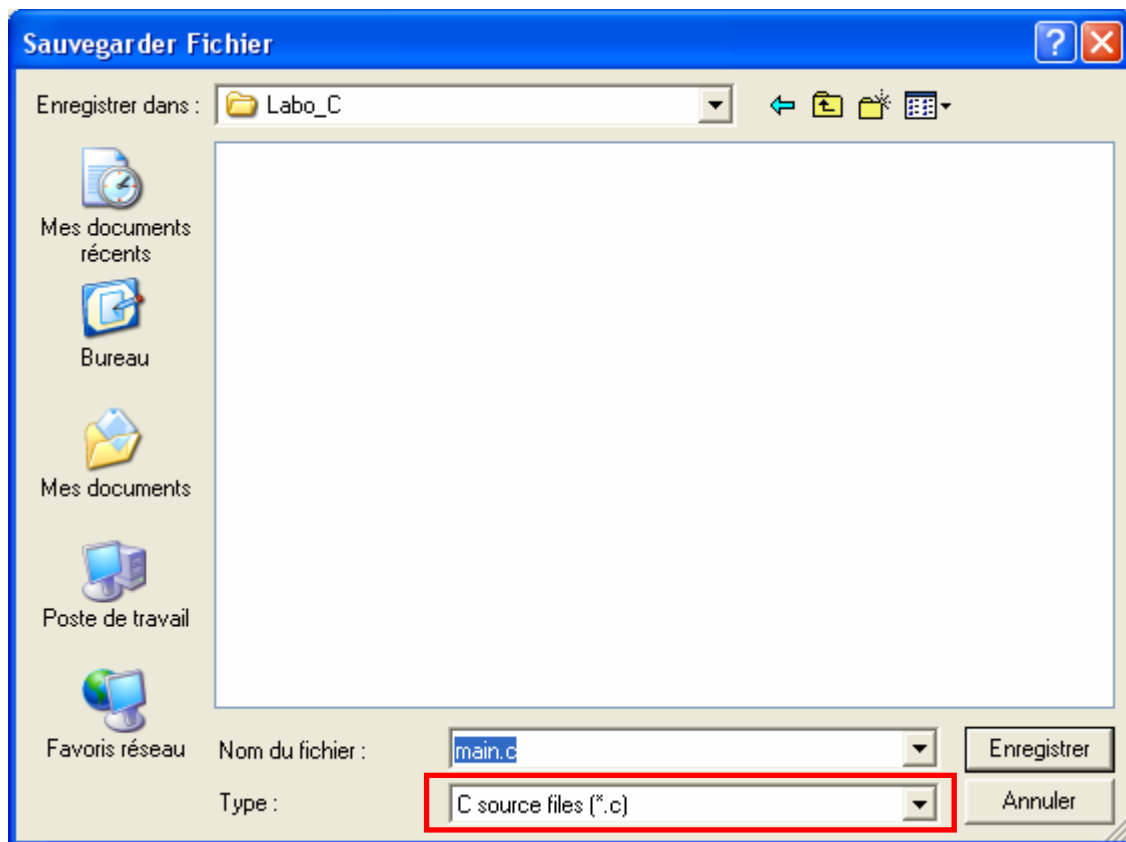 Sauvegarder Fichier
Enregistrer dans :
Labo_C
Mes documents
récents
Bureau
Mes documents
Poste de travail
Favoris réseau
Nom du fichier :
main.c
Enregistrer
Type :
C source files (*.c)
Annuler